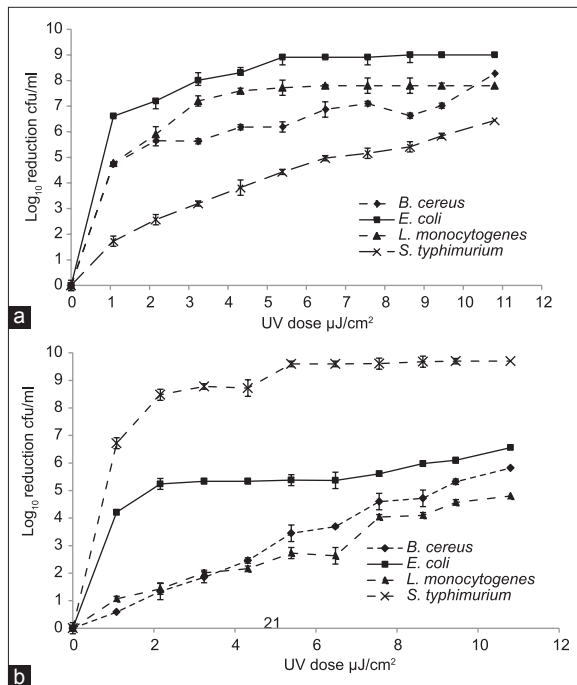 a
Log10 reduction cfu/ml
10
9
8
7
6
5
4
3
2
1
0
B. cereus
E. coli
L. monocytogenes
S. typhimurium
0 1 2 3 4 5 6 7 8 9 10 11 12
UV dose µJ/cm2
a
Log10 reduction cfu/ml
10
9
8
7
6
5
4
3
2
1
0
B. cereus
E. coli
L. monocytogenes
S. typhimurium
21
0 2 4 6 8 10 12
UV dose µJ/cm2
b